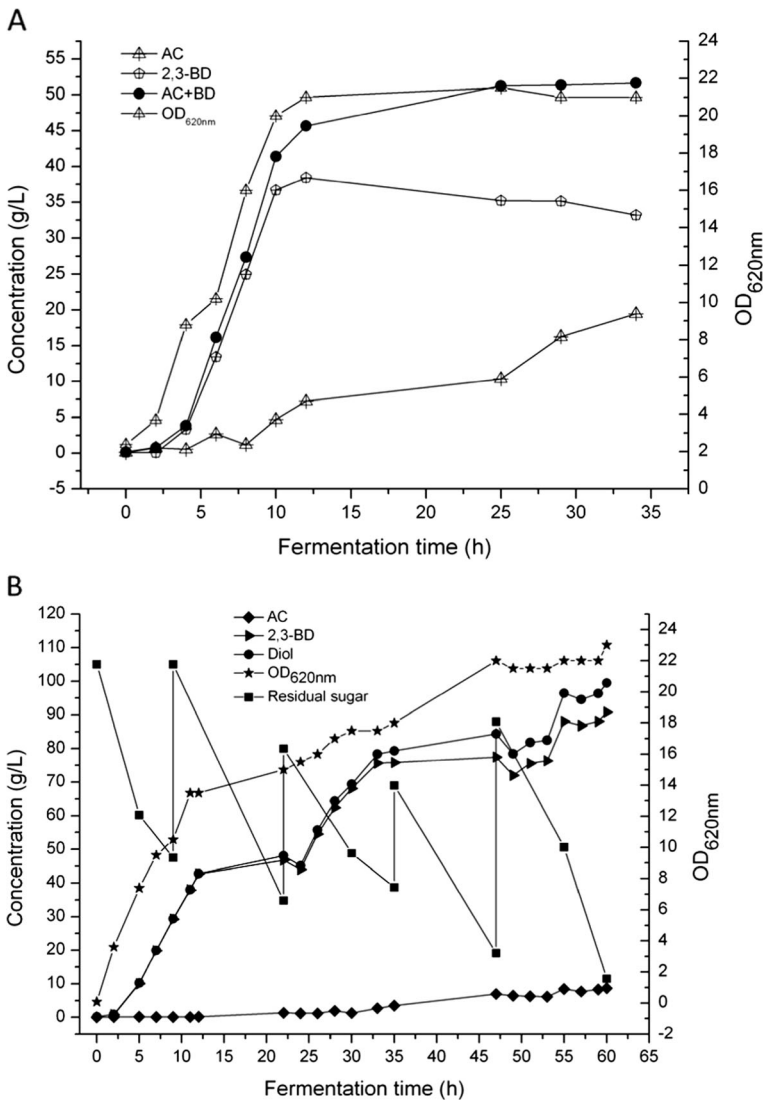 A
AC
2,3-BD
AC+BD
OD620nm
Concentration (g/L)
55
50
45
40
35
30
25
20
15
10
5
0
-5
24
22
20
18
16
14
12
10
8
6
4
2
0
OD620nm
0 5 10 15 20 25 30 35
Fermentation time (h)
B
AC
2,3-BD
Diol
OD620nm
Residual sugar
Concentration (g/L)
120
110
100
90
80
70
60
50
40
30
20
10
0
24
22
20
18
16
14
12
10
8
6
4
2
0
-2
OD620nm
0 5 9 15 20 25 30 35 40 45 50 55 60 65
Fermentation time (h)